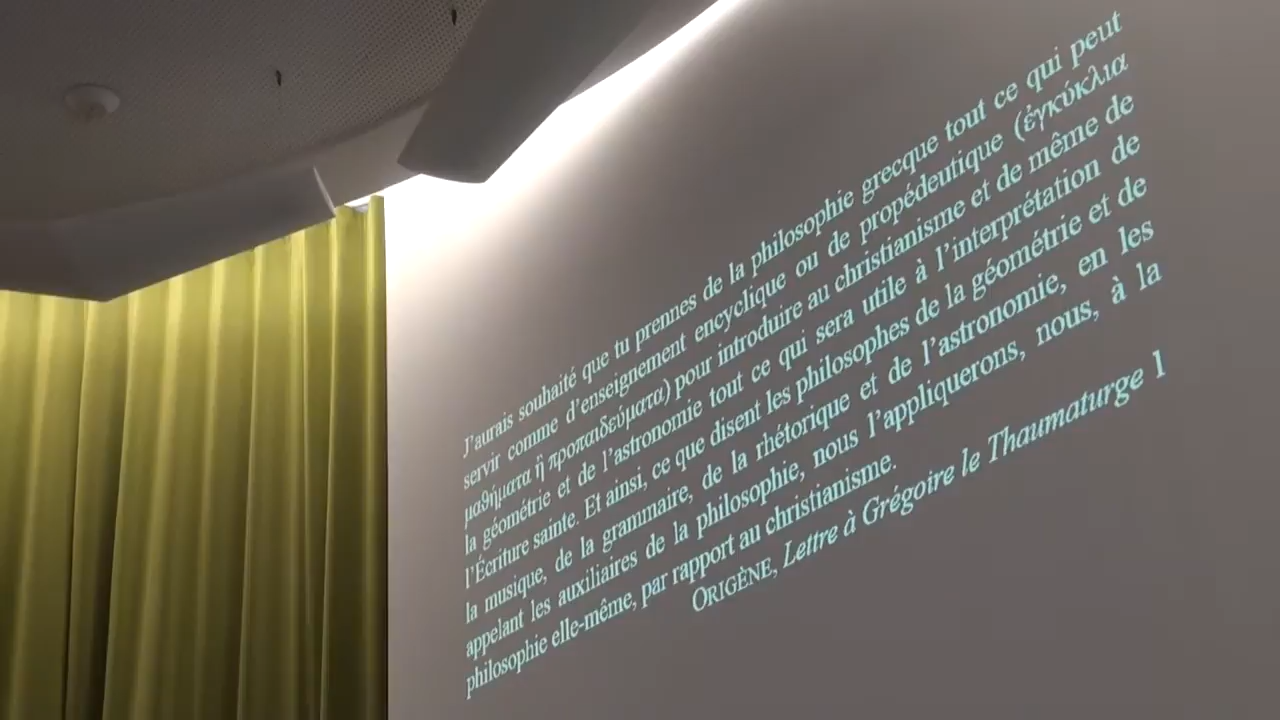 J’aurais souhaité que tu prennes de la philosophie grecque tout ce qui peut
servir comme d’enseignement encyclique ou de propédeutique (ἐγκύκλια
μαθήματα ἢ προπαιδεύματα) pour introduire au christianisme et de même de
la géométrie et de l’astronomie tout ce qui sera utile à l’interprétation de
l’Écriture sainte. Et ainsi, ce que disent les philosophes de la géométrie et de
la musique, de la grammaire, de la rhétorique et de l’astronomie, en les
appelant les auxiliaires de la philosophie, nous l’appliquerons, nous, à la
philosophie elle-même, par rapport au christianisme.
ORIGÈNE, Lettre à Grégoire le Thaumaturge 1